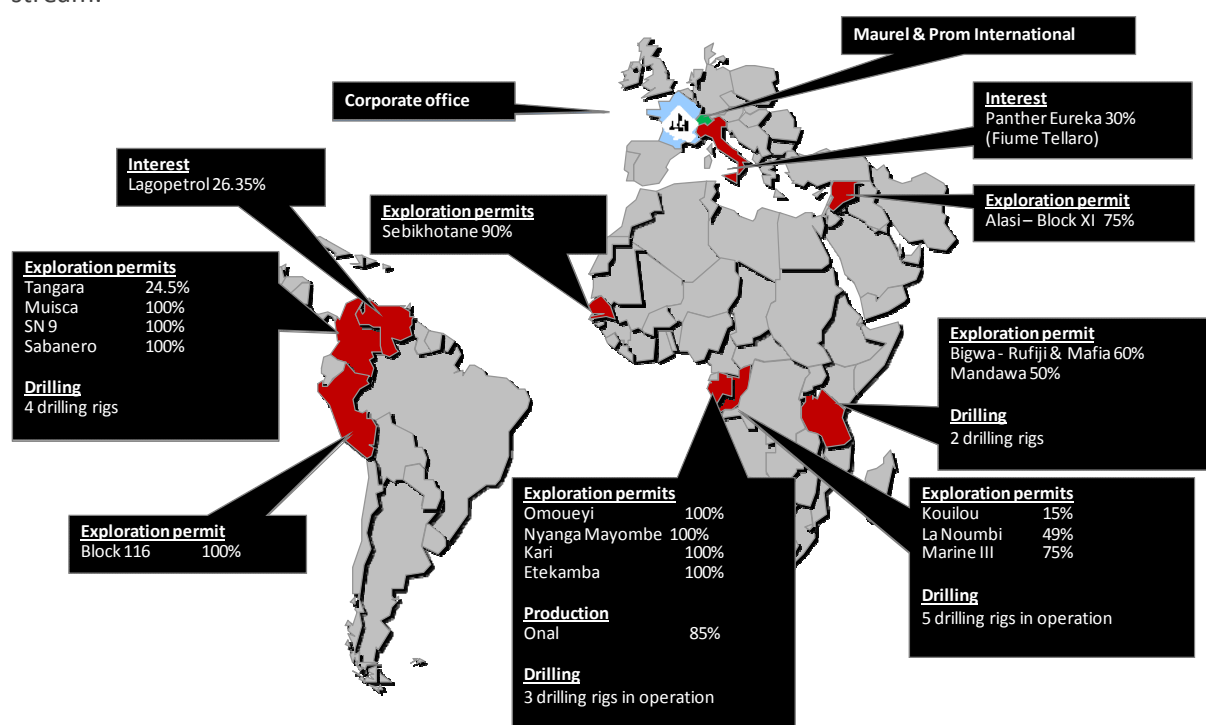 stream.
Maurel & Prom International
Corporate office
Interest
Panther Eureka 30%
(Fiume Tellaro)
Interest
Lagopetrol 26.35%
Exploration permits
Sebikhotane 90%
Exploration permit
Alasi – Block XI 75%
Exploration permits
Tangara 24.5%
Muisca 100%
SN 9 100%
Sabanero 100%
Drilling
4 drilling rigs
Exploration permit
Bigwa - Rufiji & Mafia 60%
Mandawa 50%
Drilling
2 drilling rigs
Exploration permit
Block 116 100%
Exploration permits
Omoueyi 100%
Nyanga Mayombe 100%
Kari 100%
Etekamba 100%
Production
Onal 85%
Drilling
3 drilling rigs in operation
Exploration permits
Kouilou 15%
La Noumbi 49%
Marine III 75%
Drilling
5 drilling rigs in operation